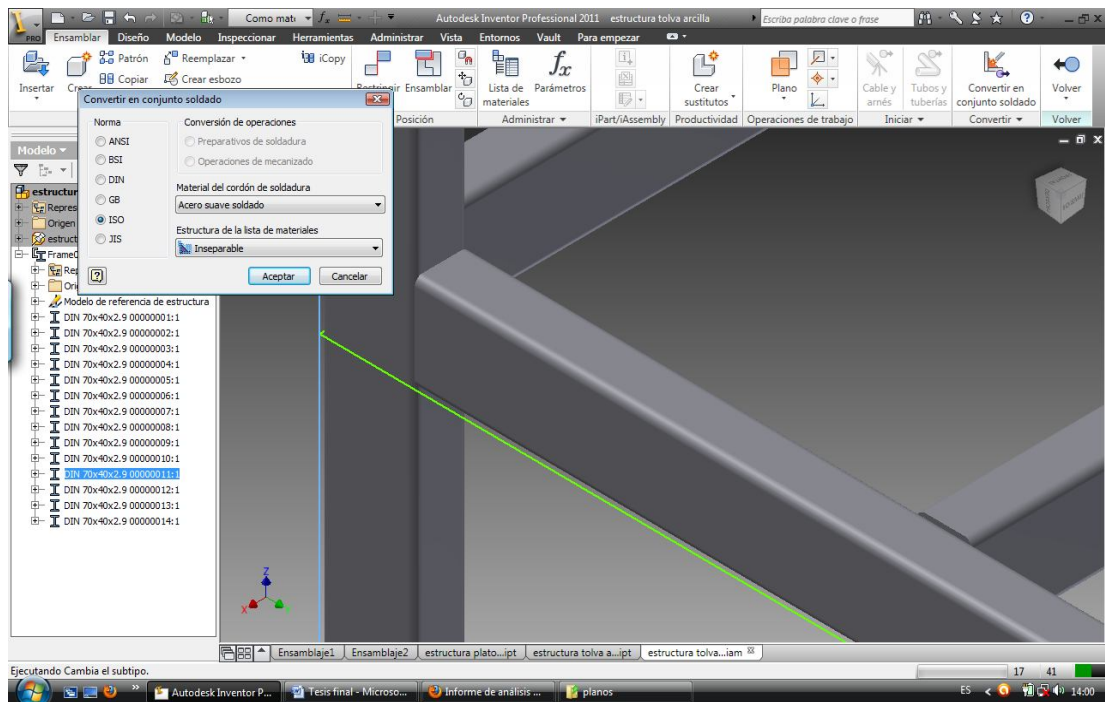 Como mate
Autodesk Inventor Professional 2011 estructura tolva arcilla
Escriba palabra clave o frase
PRO
Ensamblar Diseño Modelo Inspeccionar Herramientas Administrar Vista Entornos Vault Para empezar
Insertar
Patrón
Copiar
Reemplazar
Crear esbozo
iCopy
Ensamblar
Lista de materiales
Parámetros
Crear sustitutos
Plano
Cable y arnés
Tubos y tuberías
Convertir en conjunto soldado
Volver
Posición
Administrar
iPart/iAssembly
Productividad
Operaciones de trabajo
Iniciar
Convertir
Volver
Convertir en conjunto soldado
Norma
ANSI
BSI
DIN
GB
ISO
JIS
Conversión de operaciones
Preparativos de soldadura
Operaciones de mecanizado
Material del cordón de soldadura
Acero suave soldado
Estructura de la lista de materiales
Inseparable
Aceptar Cancelar
Modelo
estructur
Repres
Origen
estruct
Modelo de referencia de estructura
DIN 70x40x2.9 00000001:1
DIN 70x40x2.9 00000002:1
DIN 70x40x2.9 00000003:1
DIN 70x40x2.9 00000004:1
DIN 70x40x2.9 00000005:1
DIN 70x40x2.9 00000006:1
DIN 70x40x2.9 00000007:1
DIN 70x40x2.9 00000008:1
DIN 70x40x2.9 00000009:1
DIN 70x40x2.9 00000010:1
DIN 70x40x2.9 00000011:1
DIN 70x40x2.9 00000012:1
DIN 70x40x2.9 00000013:1
DIN 70x40x2.9 00000014:1
Z
X
Ensamblaje1 Ensamblaje2 estructura plato...ipt estructura tolva a...ipt estructura tolva...iam
Ejecutando Cambia el subtipo.
17 41
Autodesk Inventor P... Tesis final - Microso... Informe de análisis ... planos
ES
14:00